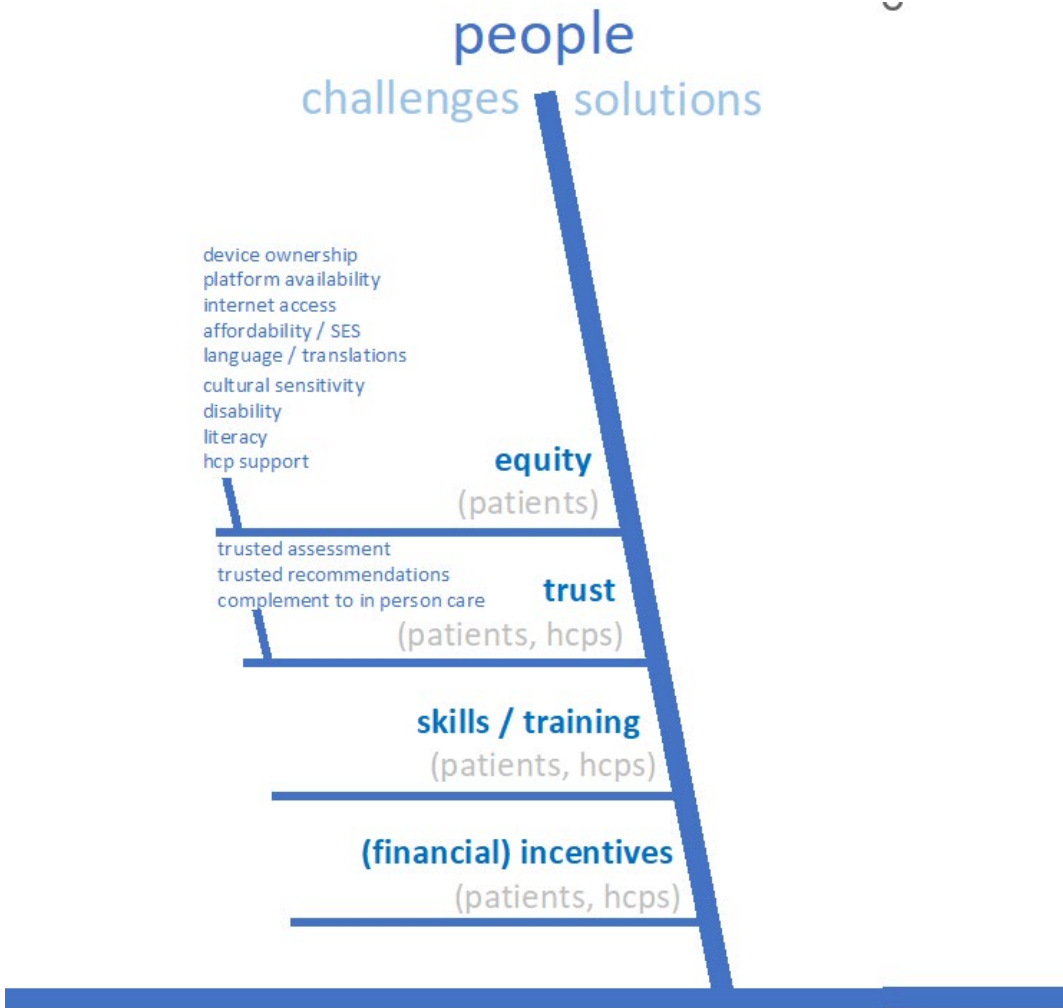 people
challenges solutions
device ownership
platform availability
internet access
affordability / SES
language / translations
cultural sensitivity
disability
literacy
hcp support
equity
(patients)
trusted assessment
trusted recommendations
complement to in person care
trust
(patients, hcps)
skills / training
(patients, hcps)
(financial) incentives
(patients, hcps)